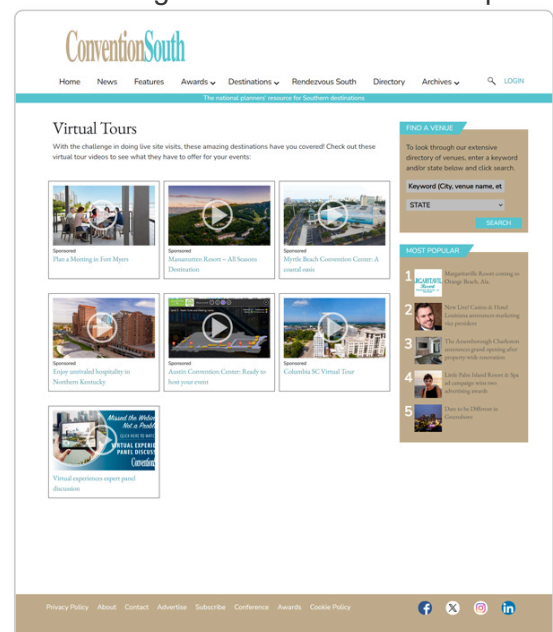 ConventionSouth
Home News Features Awards Destinations Rendezvous South Directory Archives LOGIN
The national planners' resource for Southern destinations
Virtual Tours
With the challenge in doing live site visits, these amazing destinations have you covered! Check out these
virtual tour videos to see what they have to offer for your events:
Sponsored
Plan a Meeting in Fort Myers
Sponsored
Massanutten Resort – All Seasons
Destination
Sponsored
Myrtle Beach Convention Center: A
coastal oasis
Sponsored
Enjoy unrivaled hospitality in
Northern Kentucky
Sponsored
Austin Convention Center: Ready to
host your event
Sponsored
Columbia SC Virtual Tour
Missed the
Not a
CLICK HERE TO
VIRTUAL
PANEL
Convention
Virtual experiences expert panel
discussion
FIND A VENUE
To look through our extensive
directory of venues, enter a keyword
and/or state below and click search.
Keyword (City, venue name, et
STATE
SEARCH
MOST POPULAR
1
Margaritaville Resort coming to
Orange Beach, Ala.
2
New Live! Casino & Hotel
Louisiana announces marketing
vice president
3
announces grand opening after
property-wide renovation
4
Little Palm Island Resort & Spa
ad campaign wins two
advertising awards
5
Dare to be Different in
Greensboro
Privacy Policy About Contact Advertise Subscribe Conference Awards Cookie Policy